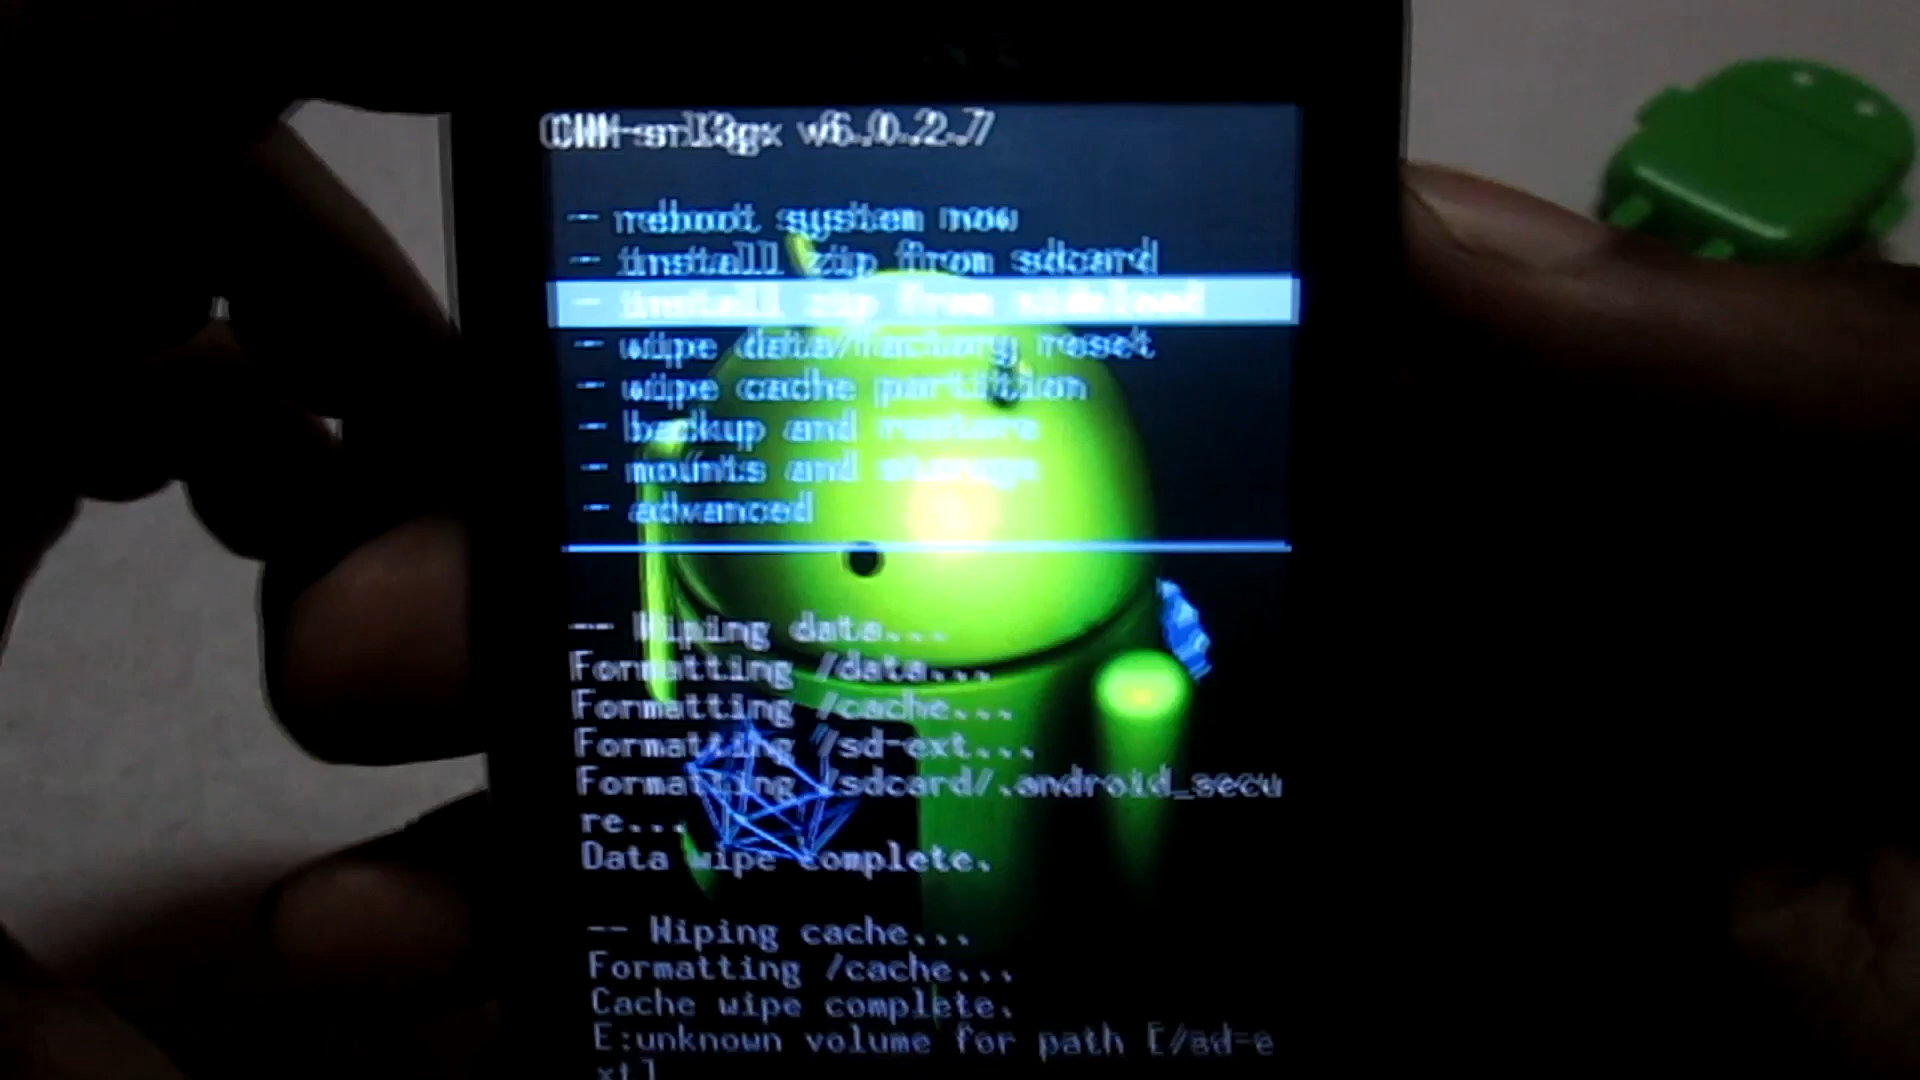 v6.0.2.7
- reboot system now
- install zip from sdcard
- install zip from sideload
- wipe data/factory reset
- wipe cache partition
- backup and restore
- mounts and storage
- advanced
-- Wiping data...
Formatting /data...
Formatting /cache...
Formatting /sd-ext...
Formatting /sdcard/.android_secu
re...
Data wipe complete.
-- Wiping cache...
Formatting /cache...
Cache wipe complete.
E:unknown volume for path [/sd-e
xt]